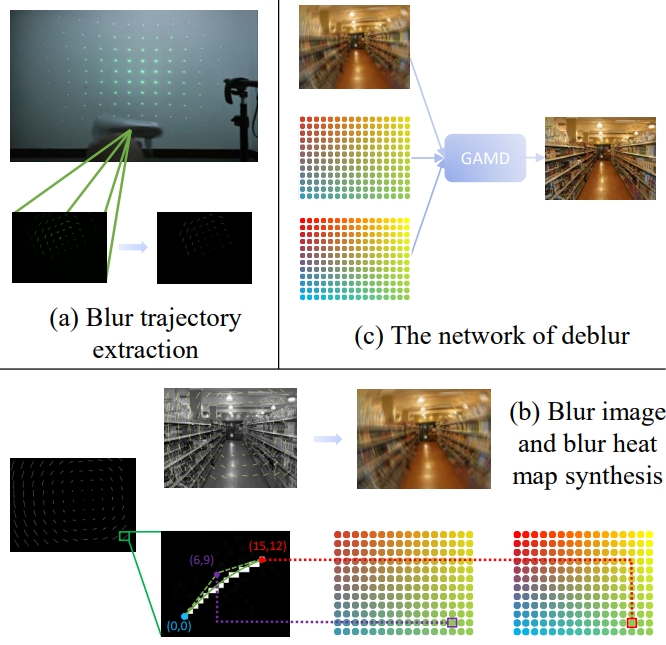 (a) Blur trajectory
extraction
GAMD
(c) The network of deblur
(b) Blur image
and blur heat
map synthesis
(6,9)
(15,12)
(0,0)